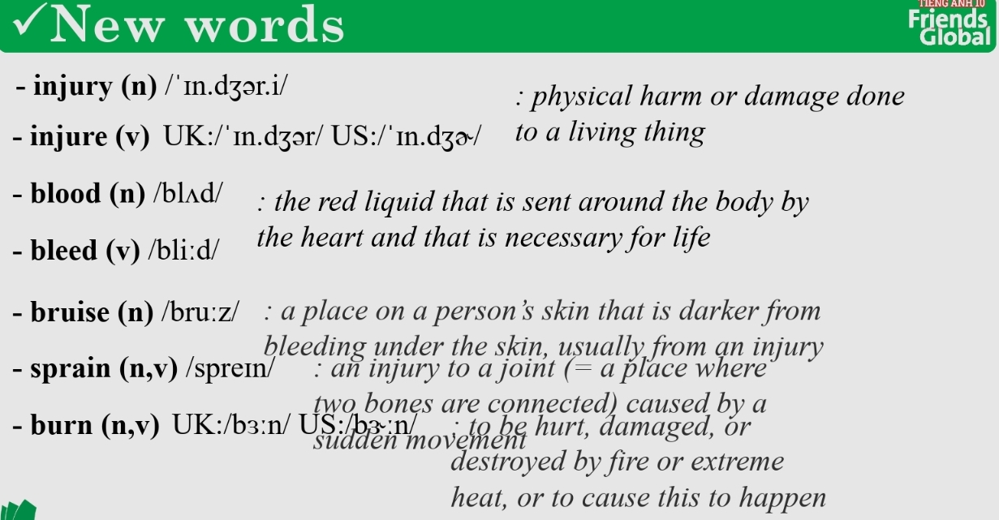 ✓New words
TIẾNG ANH 10
Friends
Global
- injury (n) /ˈɪn.dʒər.i/
: physical harm or damage done
to a living thing
- injure (v) UK:/ˈɪn.dʒər/ US:/ˈɪn.dʒɚ/
- blood (n) /blʌd/
: the red liquid that is sent around the body by
the heart and that is necessary for life
- bleed (v) /bliːd/
- bruise (n) /bruːz/
: a place on a person’s skin that is darker from
bleeding under the skin, usually from an injury
- sprain (n,v) /spreɪn/
: an injury to a joint (= a place where
two bones are connected) caused by a
sudden movement
- burn (n,v) UK:/bɜːn/ US:/bɝːn/
: to be hurt, damaged, or
destroyed by fire or extreme
heat, or to cause this to happen